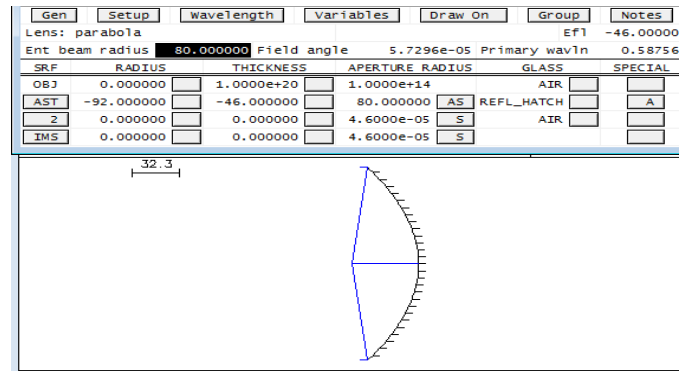 Gen Setup Wavelength Variables Draw On Group Notes
Lens: parabola Efl -46.00000
Ent beam radius 80.000000 Field angle 5.7296e-05 Primary wavln 0.58756
SRF RADIUS THICKNESS APERTURE RADIUS GLASS SPECIAL
OBJ 0.000000 1.0000e+20 1.0000e+14 AIR
AST -92.000000 -46.000000 80.000000 AS REFL_HATCH A
2 0.000000 0.000000 4.6000e-05 S AIR
IMS 0.000000 0.000000 4.6000e-05 S
32.3